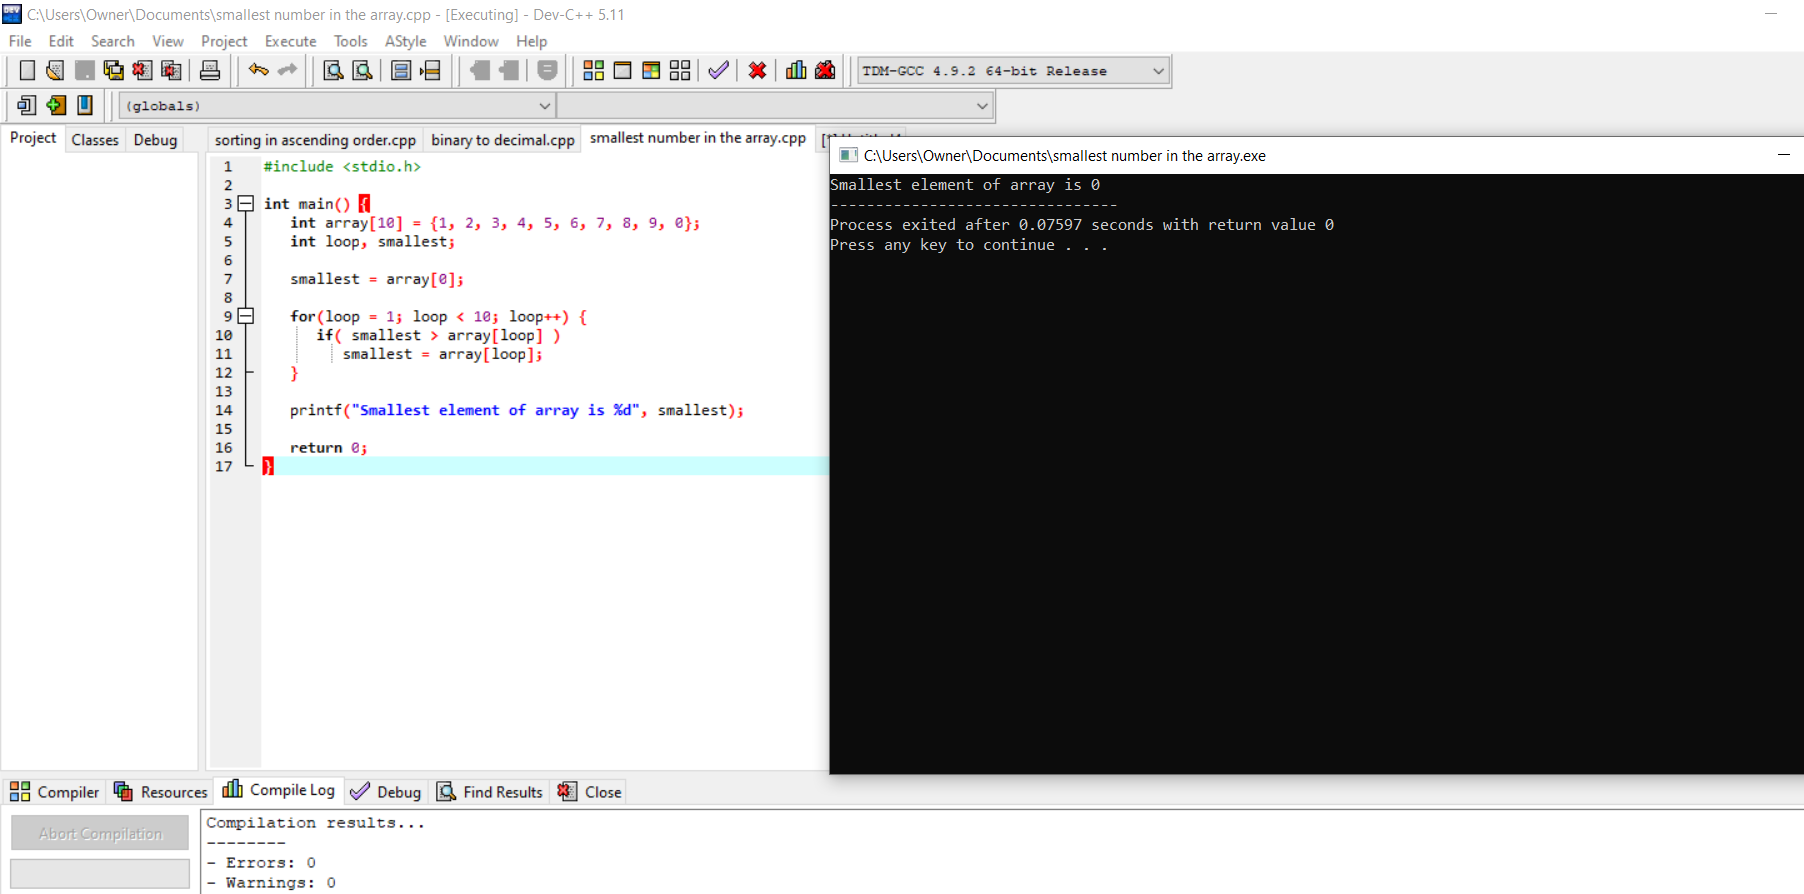 C:\Users\Owner\Documents\smallest number in the array.cpp - [Executing] - Dev-C++ 5.11
File Edit Search View Project Execute Tools AStyle Window Help
TDM-GCC 4.9.2 64-bit Release
(globals)
Project Classes Debug
sorting in ascending order.cpp binary to decimal.cpp smallest number in the array.cpp
1 #include <stdio.h>
2
3 int main() {
4 int array[10] = {1, 2, 3, 4, 5, 6, 7, 8, 9, 0};
5 int loop, smallest;
6
7 smallest = array[0];
8
9 for(loop = 1; loop < 10; loop++) {
10 if( smallest > array[loop] )
11 smallest = array[loop];
12 }
13
14 printf("Smallest element of array is %d", smallest);
15
16 return 0;
17 }
C:\Users\Owner\Documents\smallest number in the array.exe
Smallest element of array is 0
--------------------------------
Process exited after 0.07597 seconds with return value 0
Press any key to continue . . .
Compiler Resources Compile Log Debug Find Results Close
Abort Compilation
Compilation results...
--------
- Errors: 0
- Warnings: 0